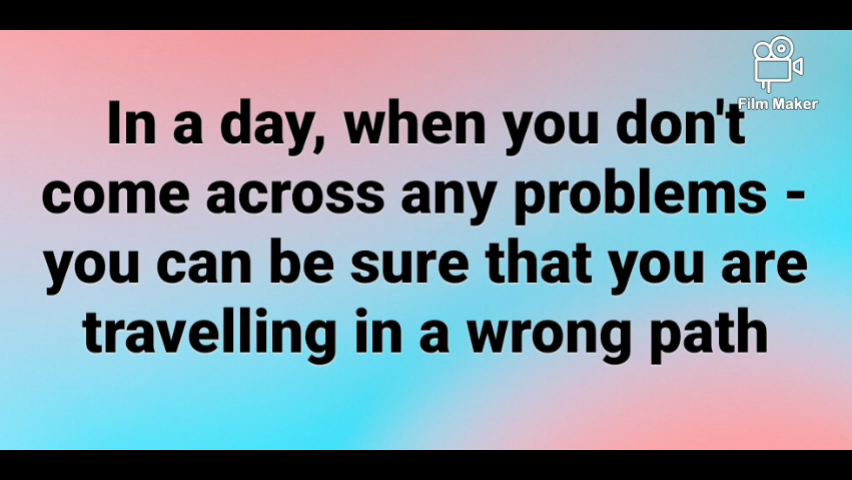 Film Maker
In a day, when you don't
come across any problems -
you can be sure that you are
travelling in a wrong path